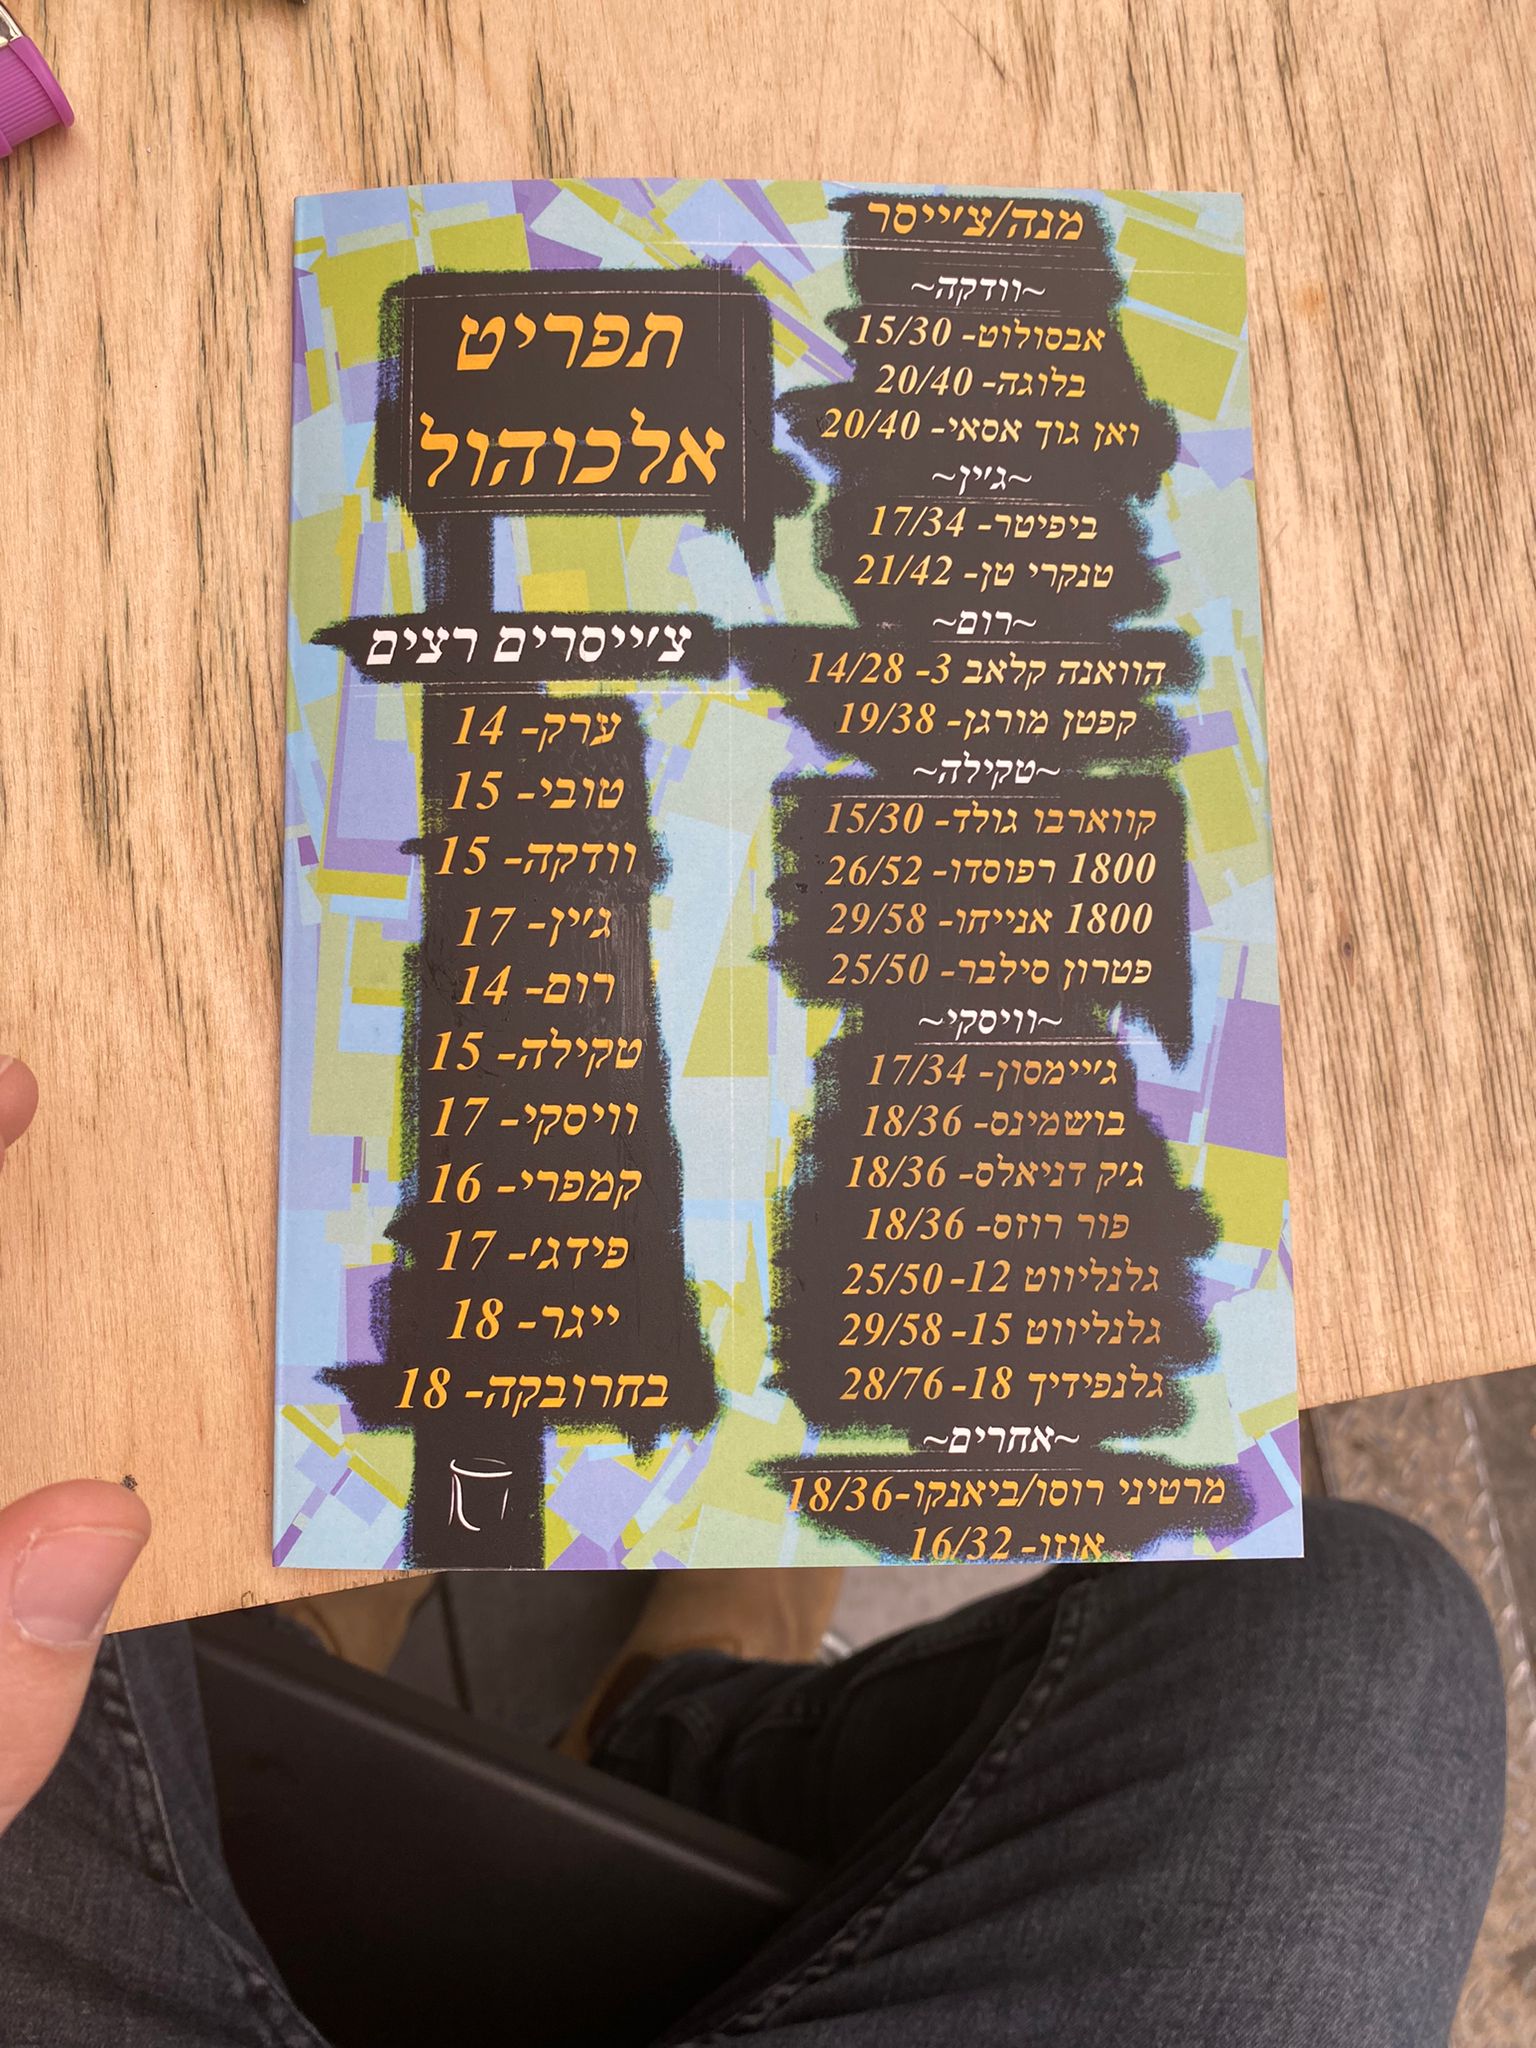 תפריט
אלכוהול
צ'ייסרים רצים
ערק- 14
טובי- 15
וודקה- 15
ג'ין- 17
רום- 14
טקילה- 15
וויסקי- 17
קמפרי- 16
פידג'- 17
ייגר- 18
בחרובקה- 18
מנה/צ'ייסר
~וודקה~
אבסולוט- 15/30
בלוגה- 20/40
ואן גוך אסאי- 20/40
~ג'ין~
ביפיטר- 17/34
טנקרי טן- 21/42
~רום~
הוואנה קלאב 3- 14/28
קפטן מורגן- 19/38
~טקילה~
קווארבו גולד- 15/30
1800 רפוסדו- 26/52
1800 אנייחו- 29/58
פטרון סילבר- 25/50
~וויסקי~
ג'יימסון- 17/34
בושמינס- 18/36
ג'ק דניאלס- 18/36
פור רוזס- 18/36
גלנליווט 12- 25/50
גלנליווט 15- 29/58
גלנפידיך 18- 28/76
~אחרים~
מרטיני רוסו/ביאנקו-18/36
אוזו- 16/32